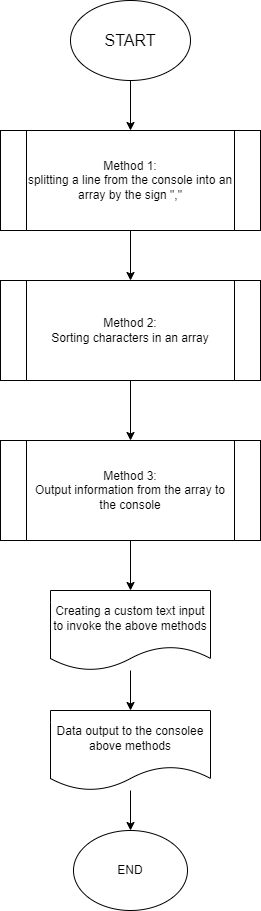 START
Method 1:
splitting a line from the console into an
array by the sign ","
Method 2:
Sorting characters in an array
Method 3:
Output information from the array to
the console
Creating a custom text input
to invoke the above methods
Data output to the consolee
above methods
END